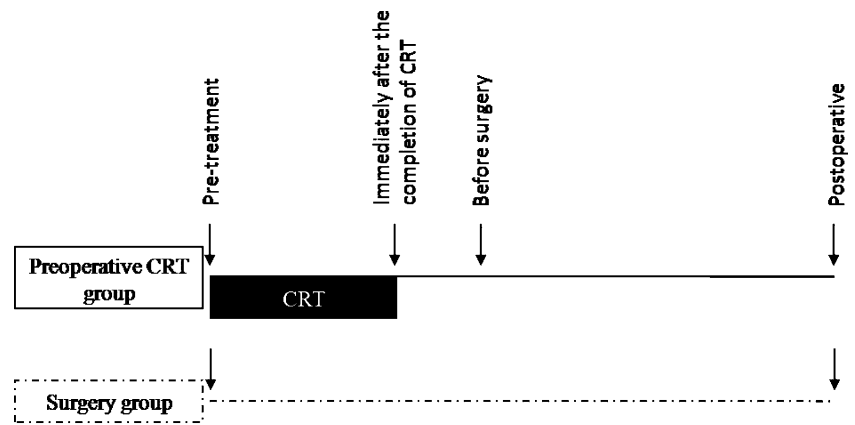 Pre-treatment
Immediately after the
completion of CRT
Before surgery
Postoperative
Preoperative CRT
group
CRT
Surgery group